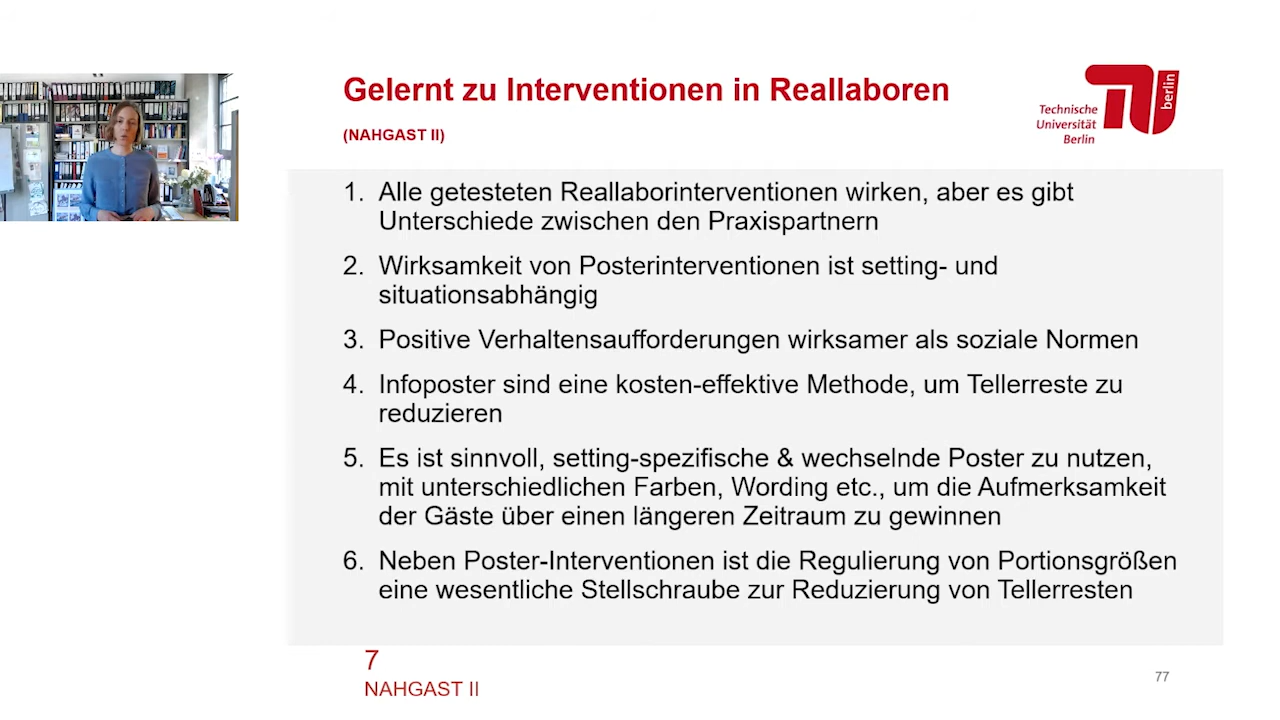 Gelernt zu Interventionen in Reallaboren
(NAHGAST II)
Technische
Universität
Berlin
berlin
1. Alle getesteten Reallaborinterventionen wirken, aber es gibt
Unterschiede zwischen den Praxispartnern
2. Wirksamkeit von Posterinterventionen ist setting- und
situationsabhängig
3. Positive Verhaltensaufforderungen wirksamer als soziale Normen
4. Infoposter sind eine kosten-effektive Methode, um Tellerreste zu
reduzieren
5. Es ist sinnvoll, setting-spezifische & wechselnde Poster zu nutzen,
mit unterschiedlichen Farben, Wording etc., um die Aufmerksamkeit
der Gäste über einen längeren Zeitraum zu gewinnen
6. Neben Poster-Interventionen ist die Regulierung von Portionsgrößen
eine wesentliche Stellschraube zur Reduzierung von Tellerresten
7
NAHGAST II
77